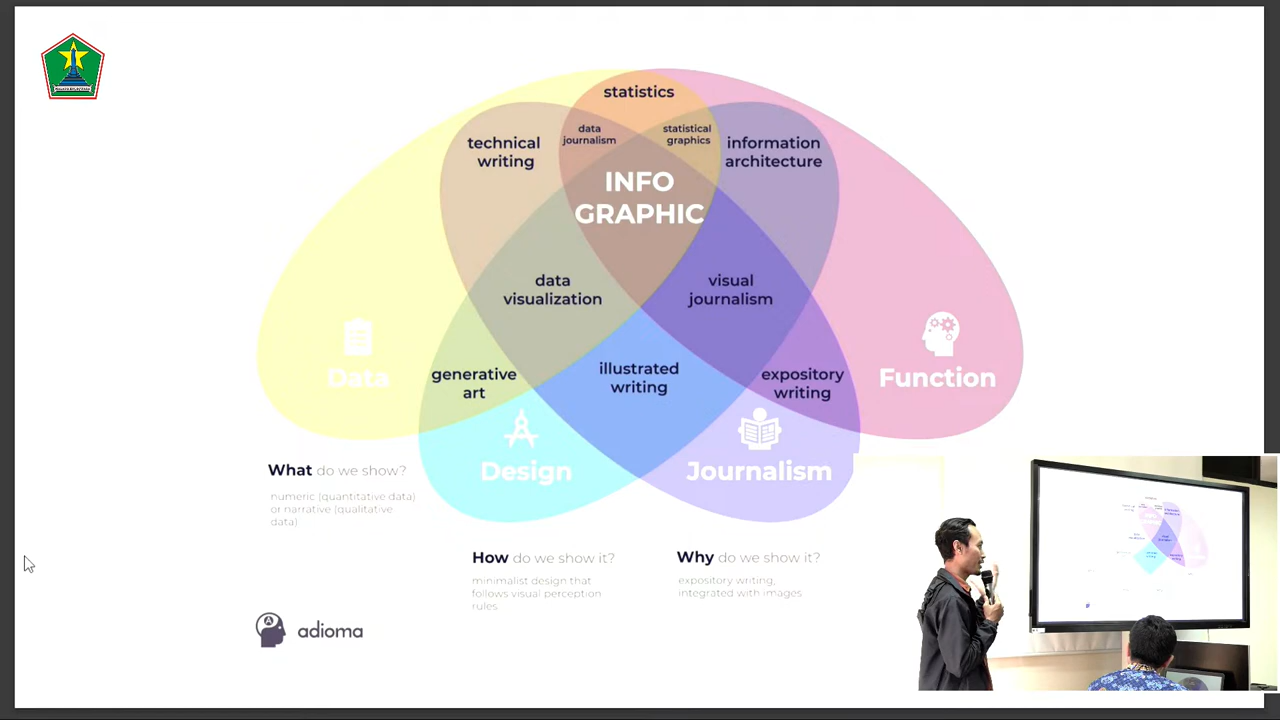 statistics
data
journalism
statistical
graphics
technical
writing
information
architecture
INFO
GRAPHIC
data
visualization
visual
journalism
generative
art
illustrated
writing
expository
writing
Data
Function
Design
Journalism
What do we show?
numeric (quantitative data)
or narrative (qualitative
data)
How do we show it?
minimalist design that
follows visual perception
rules
Why do we show it?
expository writing,
integrated with images
adioma